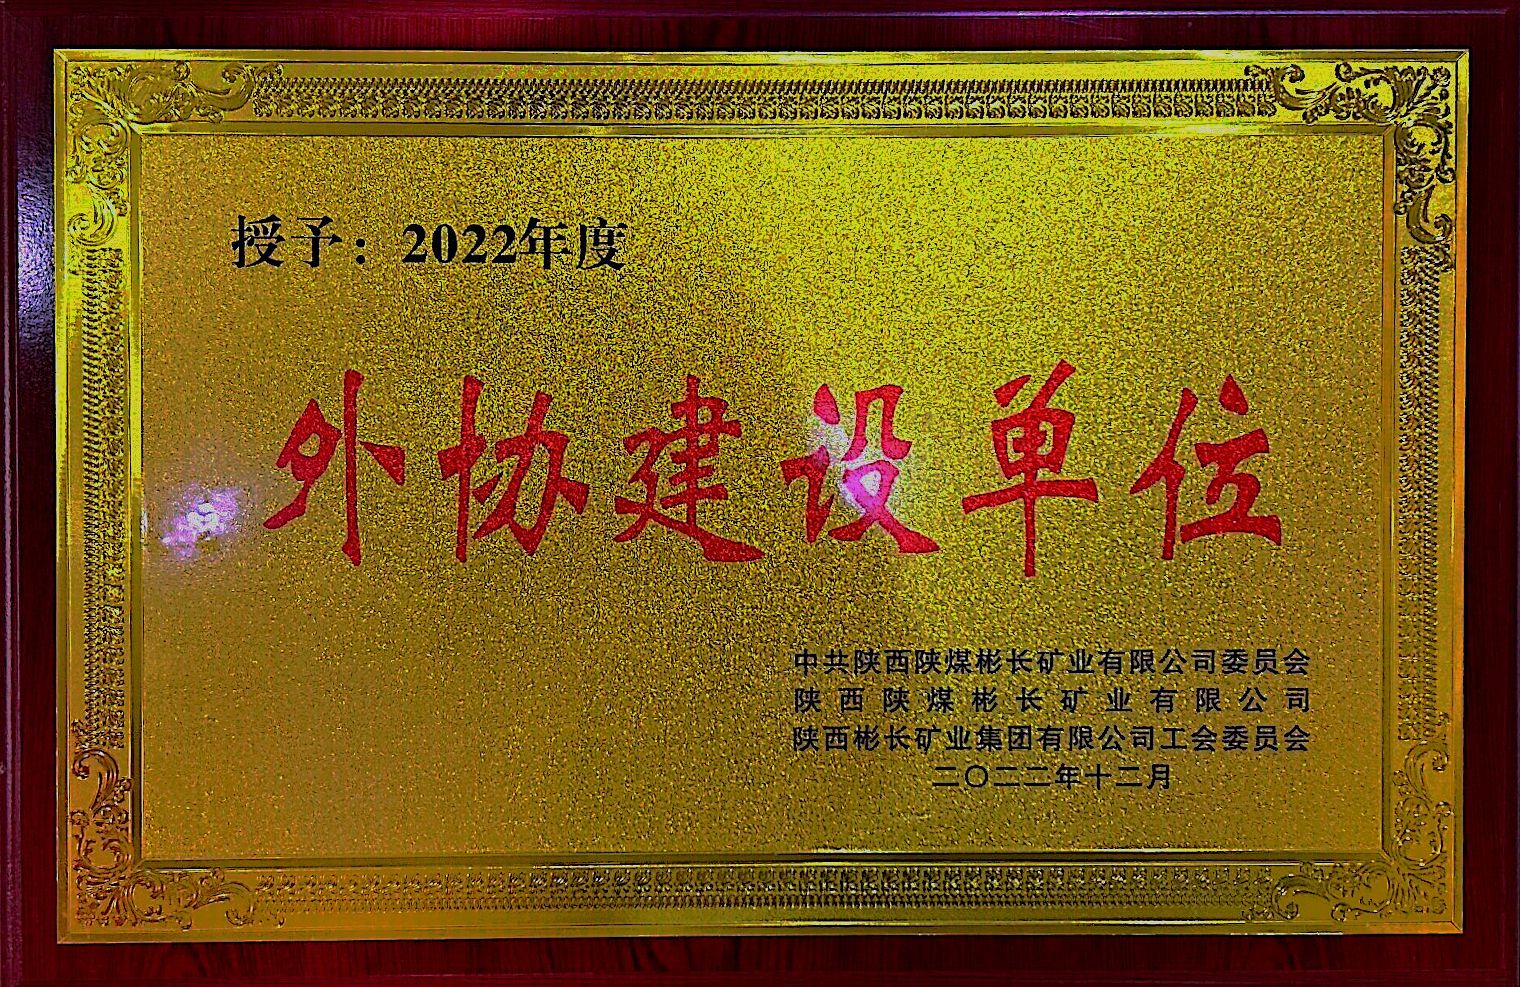 授予：2022年度
外协建设单位
中共陕西陕煤彬长矿业有限公司委员会
陕西陕煤彬长矿业有限公司
陕西彬长矿业集团有限公司工会委员会
二〇二二年十二月